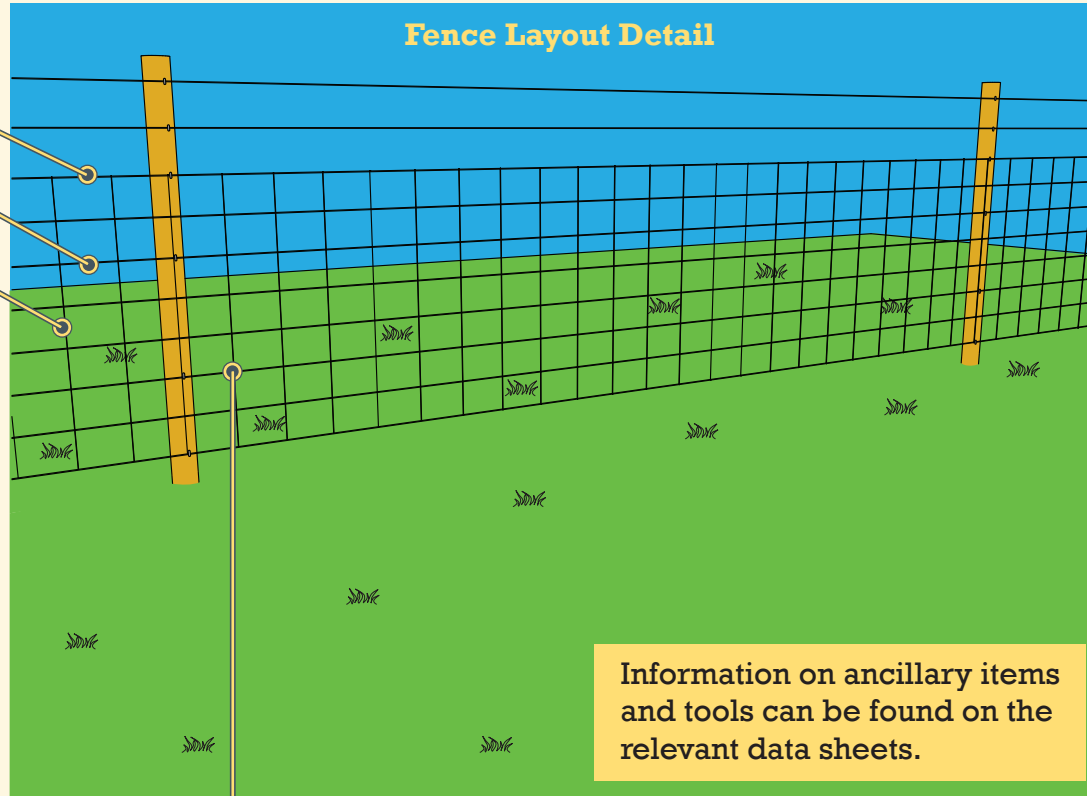 Fence Layout Detail
Information on ancillary items
and tools can be found on the
relevant data sheets.